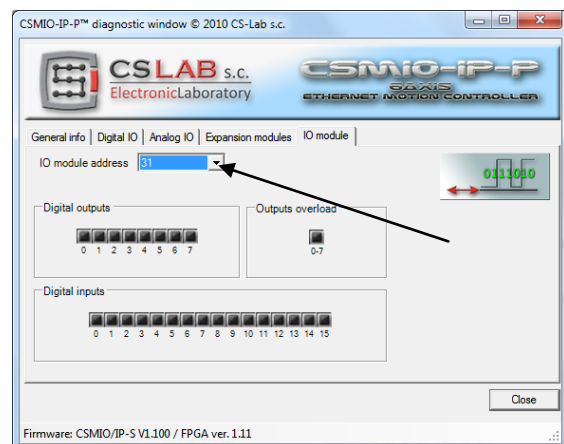 CSMIO-IP-P™ diagnostic window © 2010 CS-Lab s.c.
CSLAB s.c.
ElectronicLaboratory
CSMIO-IP-P
6AXIS
ETHERNET MOTION CONTROLLER
General info | Digital IO | Analog IO | Expansion modules | IO module
IO module address 31
0111010
Digital outputs
0 1 2 3 4 5 6 7
Outputs overload
0-7
Digital inputs
0 1 2 3 4 5 6 7 8 9 10 11 12 13 14 15
Close
Firmware: CSMIO/IP-S V1.100 / FPGA ver. 1.11